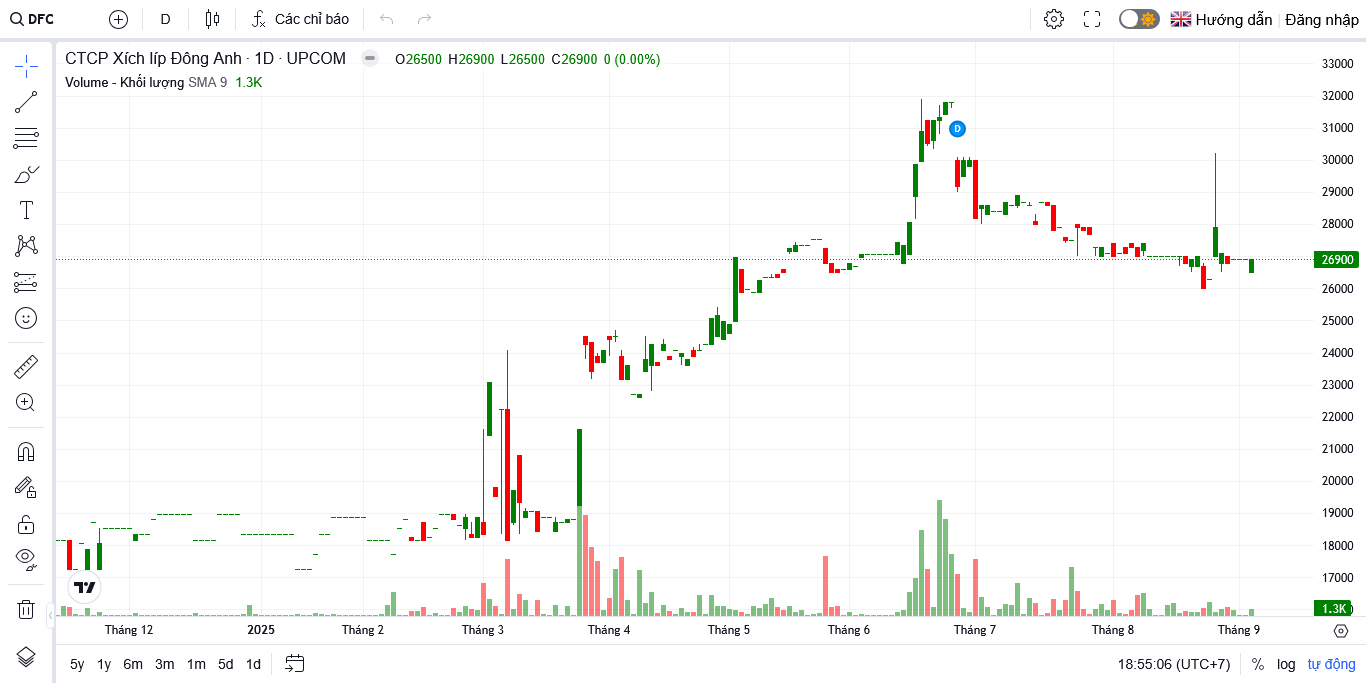 DFC D Các chỉ báo Hướng dẫn Đăng nhập
CTCP Xích líp Đông Anh · 1D · UPCOM O26500 H26900 L26500 C26900 0 (0.00%)
Volume - Khối lượng SMA 9 1.3K
33000
32000
31000
D
30000
29000
28000
26900
26000
25000
24000
23000
22000
21000
20000
19000
18000
17000
1.3K
Tháng 12 2025 Tháng 2 Tháng 3 Tháng 4 Tháng 5 Tháng 6 Tháng 7 Tháng 8 Tháng 9
5y 1y 6m 3m 1m 5d 1d 18:55:06 (UTC+7) % log tự động